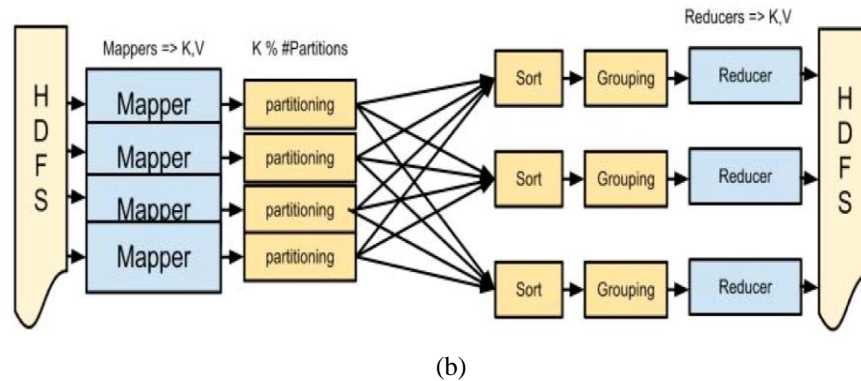 Mappers => K,V
K % #Partitions
Reducers => K,V
H
D
F
S
Mapper
partitioning
Mapper
partitioning
Mapper
partitioning
Mapper
partitioning
Sort
Grouping
Reducer
Sort
Grouping
Reducer
Sort
Grouping
Reducer
H
D
F
S
(b)